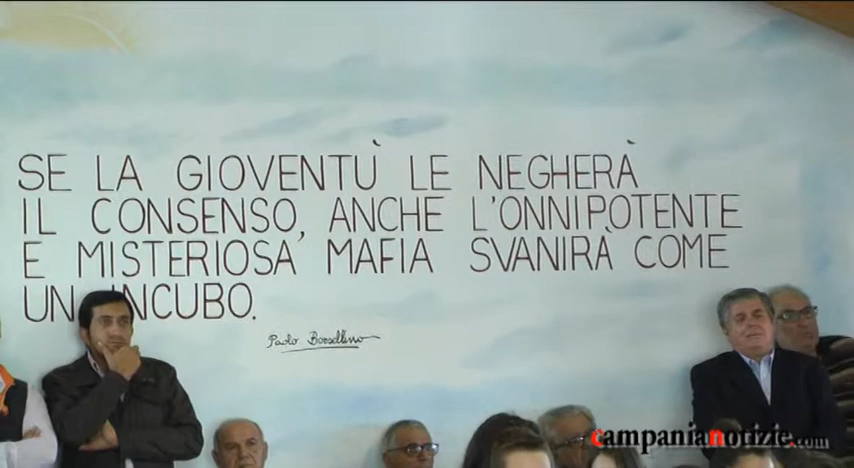 SE LA GIOVENTÙ LE NEGHERÀ
IL CONSENSO, ANCHE L'ONNIPOTENTE
E MISTERIOSA MAFIA SVANIRÀ COME
UN INCUBO.
Paolo Borsellino
campanianotizie.com